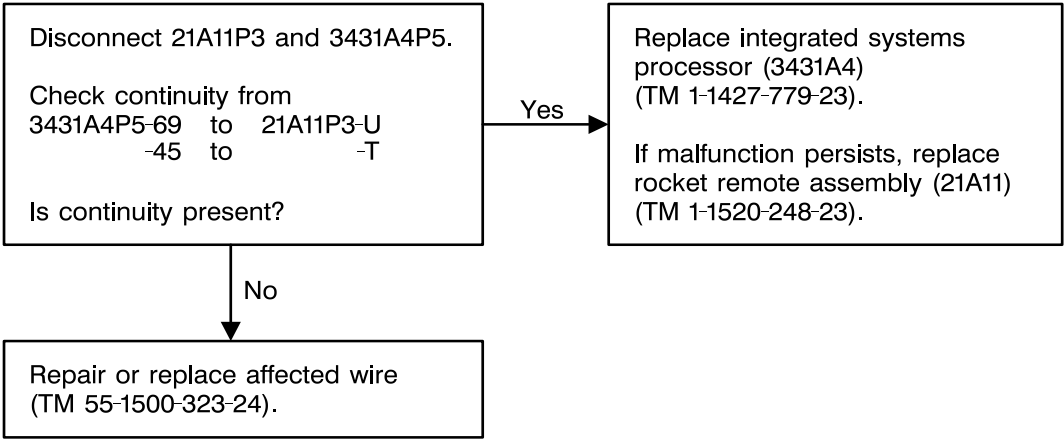 Disconnect 21A11P3 and 3431A4P5.
Check continuity from
3431A4P5-69 to 21A11P3-U
-45 to -T
Is continuity present?
Yes
Replace integrated systems
processor (3431A4)
(TM 1-1427-779-23).
If malfunction persists, replace
rocket remote assembly (21A11)
(TM 1-1520-248-23).
No
Repair or replace affected wire
(TM 55-1500-323-24).